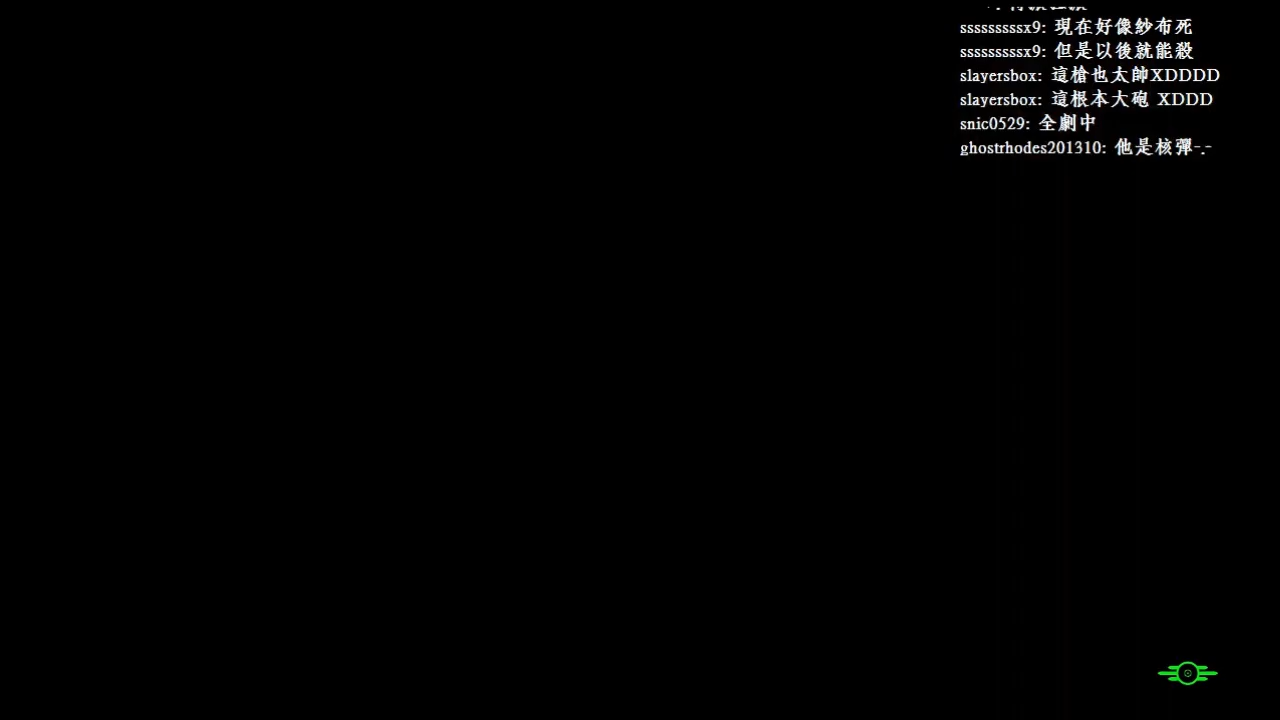 sssssssssx9: 現在好像紗布死
sssssssssx9: 但是以後就能殺
slayersbox: 這槍也太帥XDDDD
slayersbox: 這根本大砲 XDDD
snic0529: 全劇中
ghostrhodes201310: 他是核彈-.-